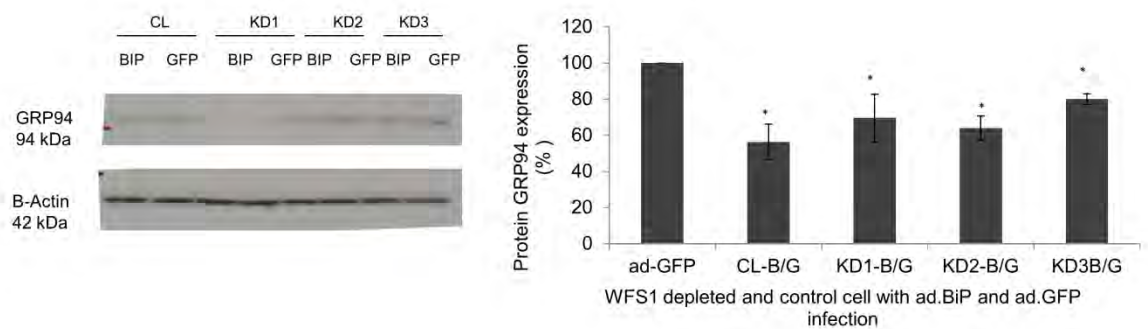 CL KD1 KD2 KD3
BIP GFP BIP GFP BIP GFP BIP GFP
GRP94
94 kDa
B-Actin
42 kDa
Protein GRP94 expression
(% )
120
100
80
60
40
20
0
* * * *
ad-GFP CL-B/G KD1-B/G KD2-B/G KD3B/G
WFS1 depleted and control cell with ad.BiP and ad.GFP
infection